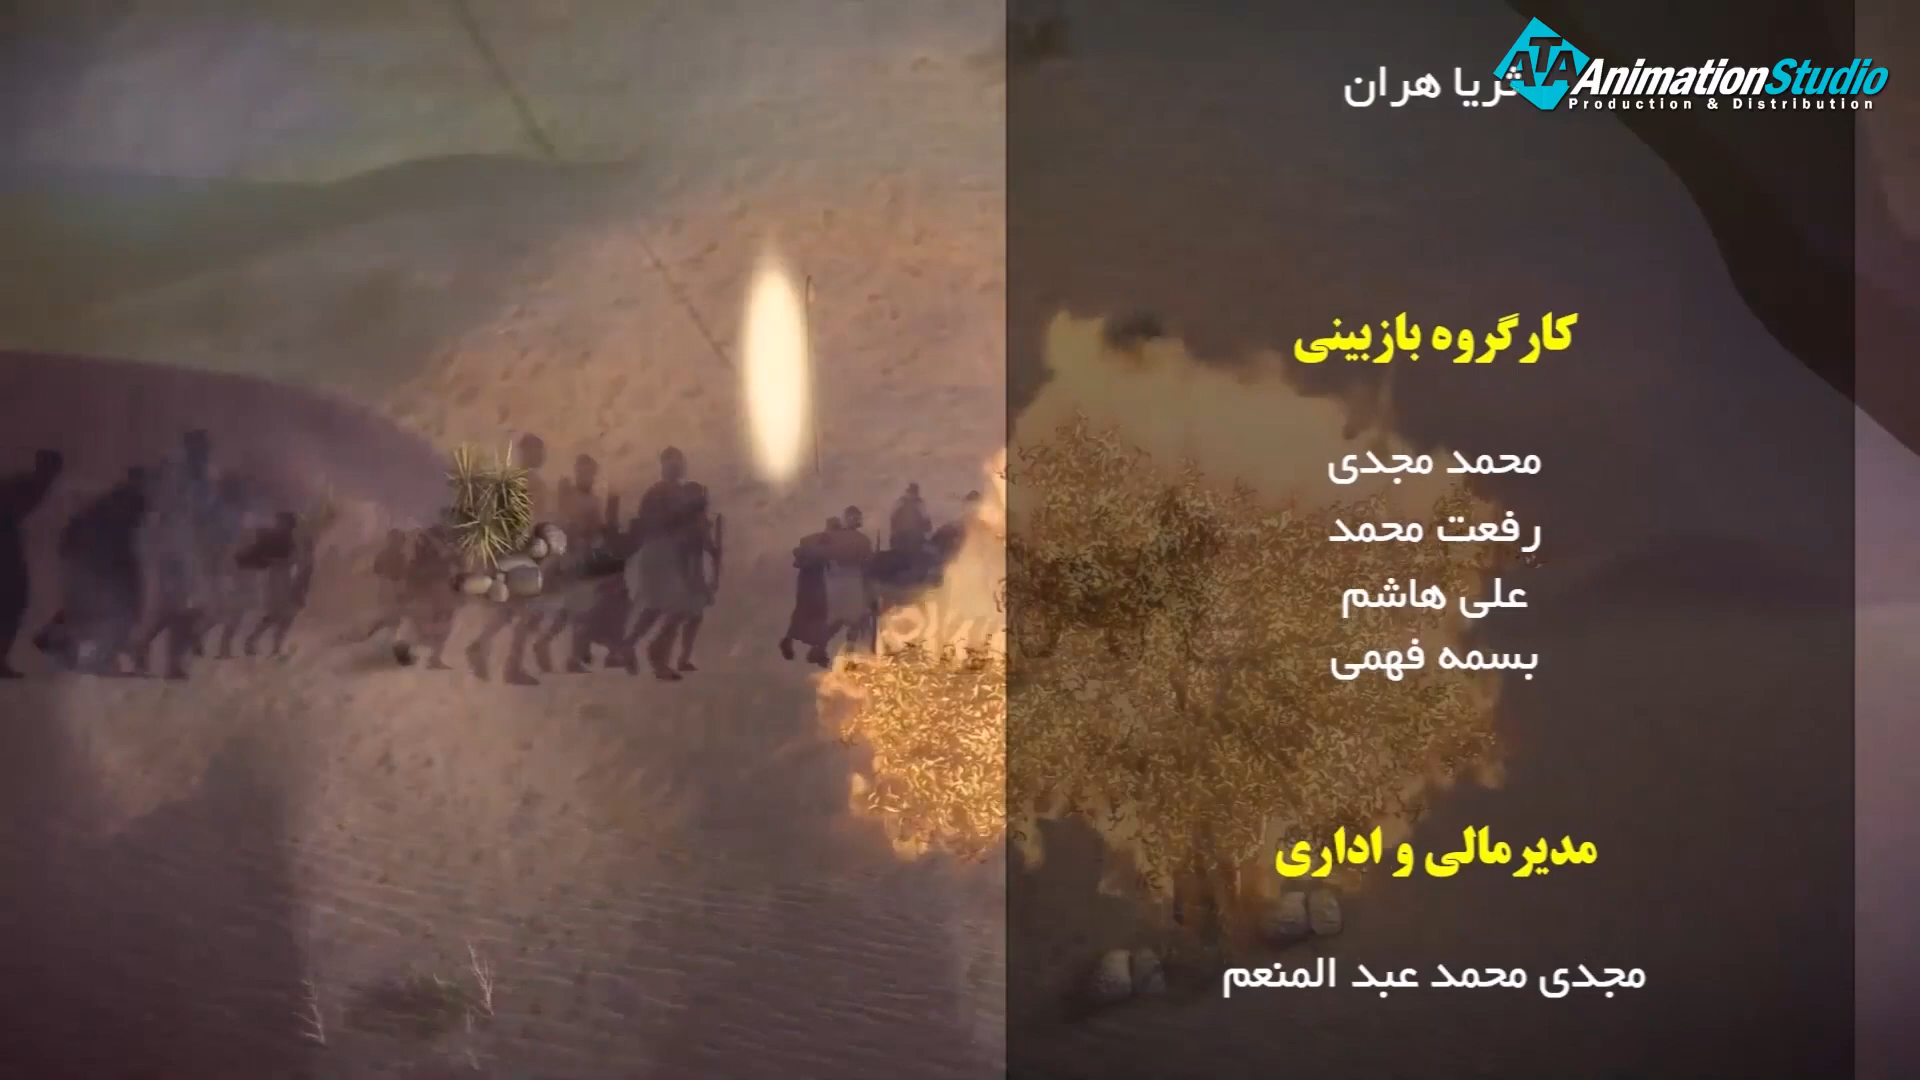 ثریا هران
ATA AnimationStudio
Production & Distribution
کارگروه بازبینی
محمد مجدی
رفعت محمد
علی هاشم
بسمه فهمی
مدیرمالی و اداری
مجدی محمد عبد المنعم